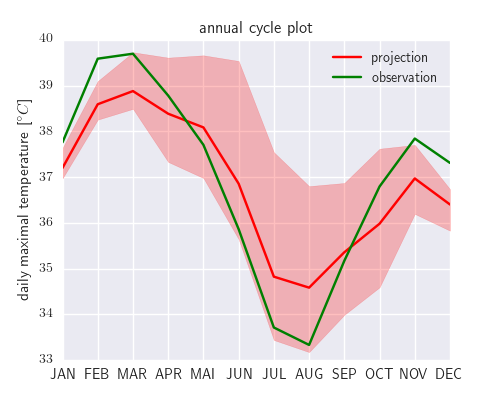 annual cycle plot
projection
observation
daily maximal temperature [°C]
40
39
38
37
36
35
34
33
JAN FEB MAR APR MAI JUN JUL AUG SEP OCT NOV DEC